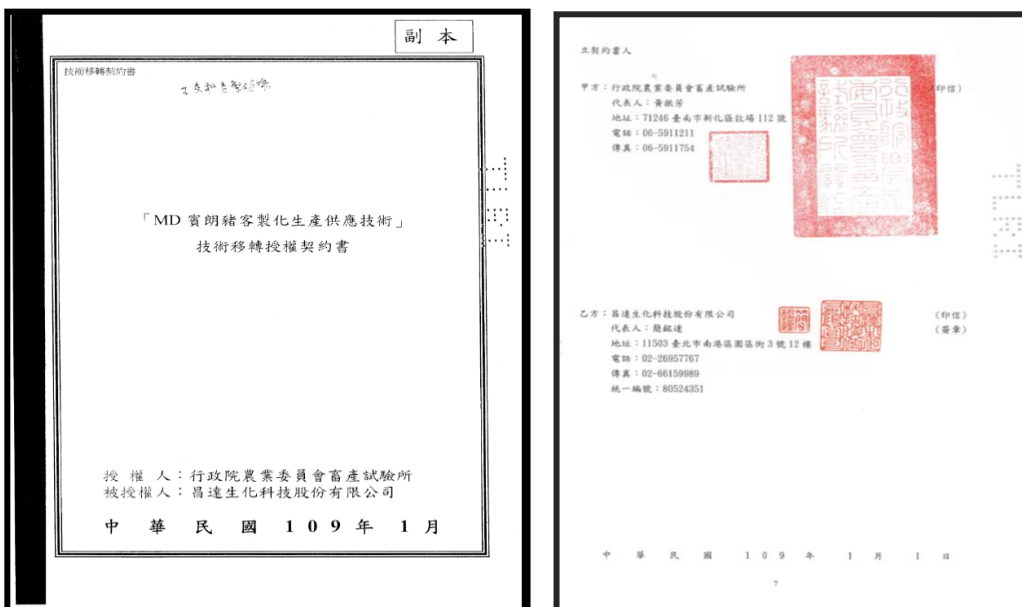 副 本
技術移轉契約書
「MD 賓朗豬客製化生產供應技術」
技術移轉授權契約書
授 權 人：行政院農業委員會畜產試驗所
被授權人：昌達生化科技股份有限公司
中 華 民 國 109 年 1 月
立契約書人
甲方：行政院農業委員會畜產試驗所
(印信)
代表人：黃振芳
地址：71246 臺南市新化區牧場 112 號
電話：06-5911211
傳真：06-5911754
乙方：昌達生化科技股份有限公司
(印信)
代表人：簡銘達
(簽章)
地址：11503 臺北市南港區園區街 3 號 12 樓
電話：02-26957767
傳真：02-66159989
統一編號：80524351
中 華 民 國 109 年 1 月 1 日
7